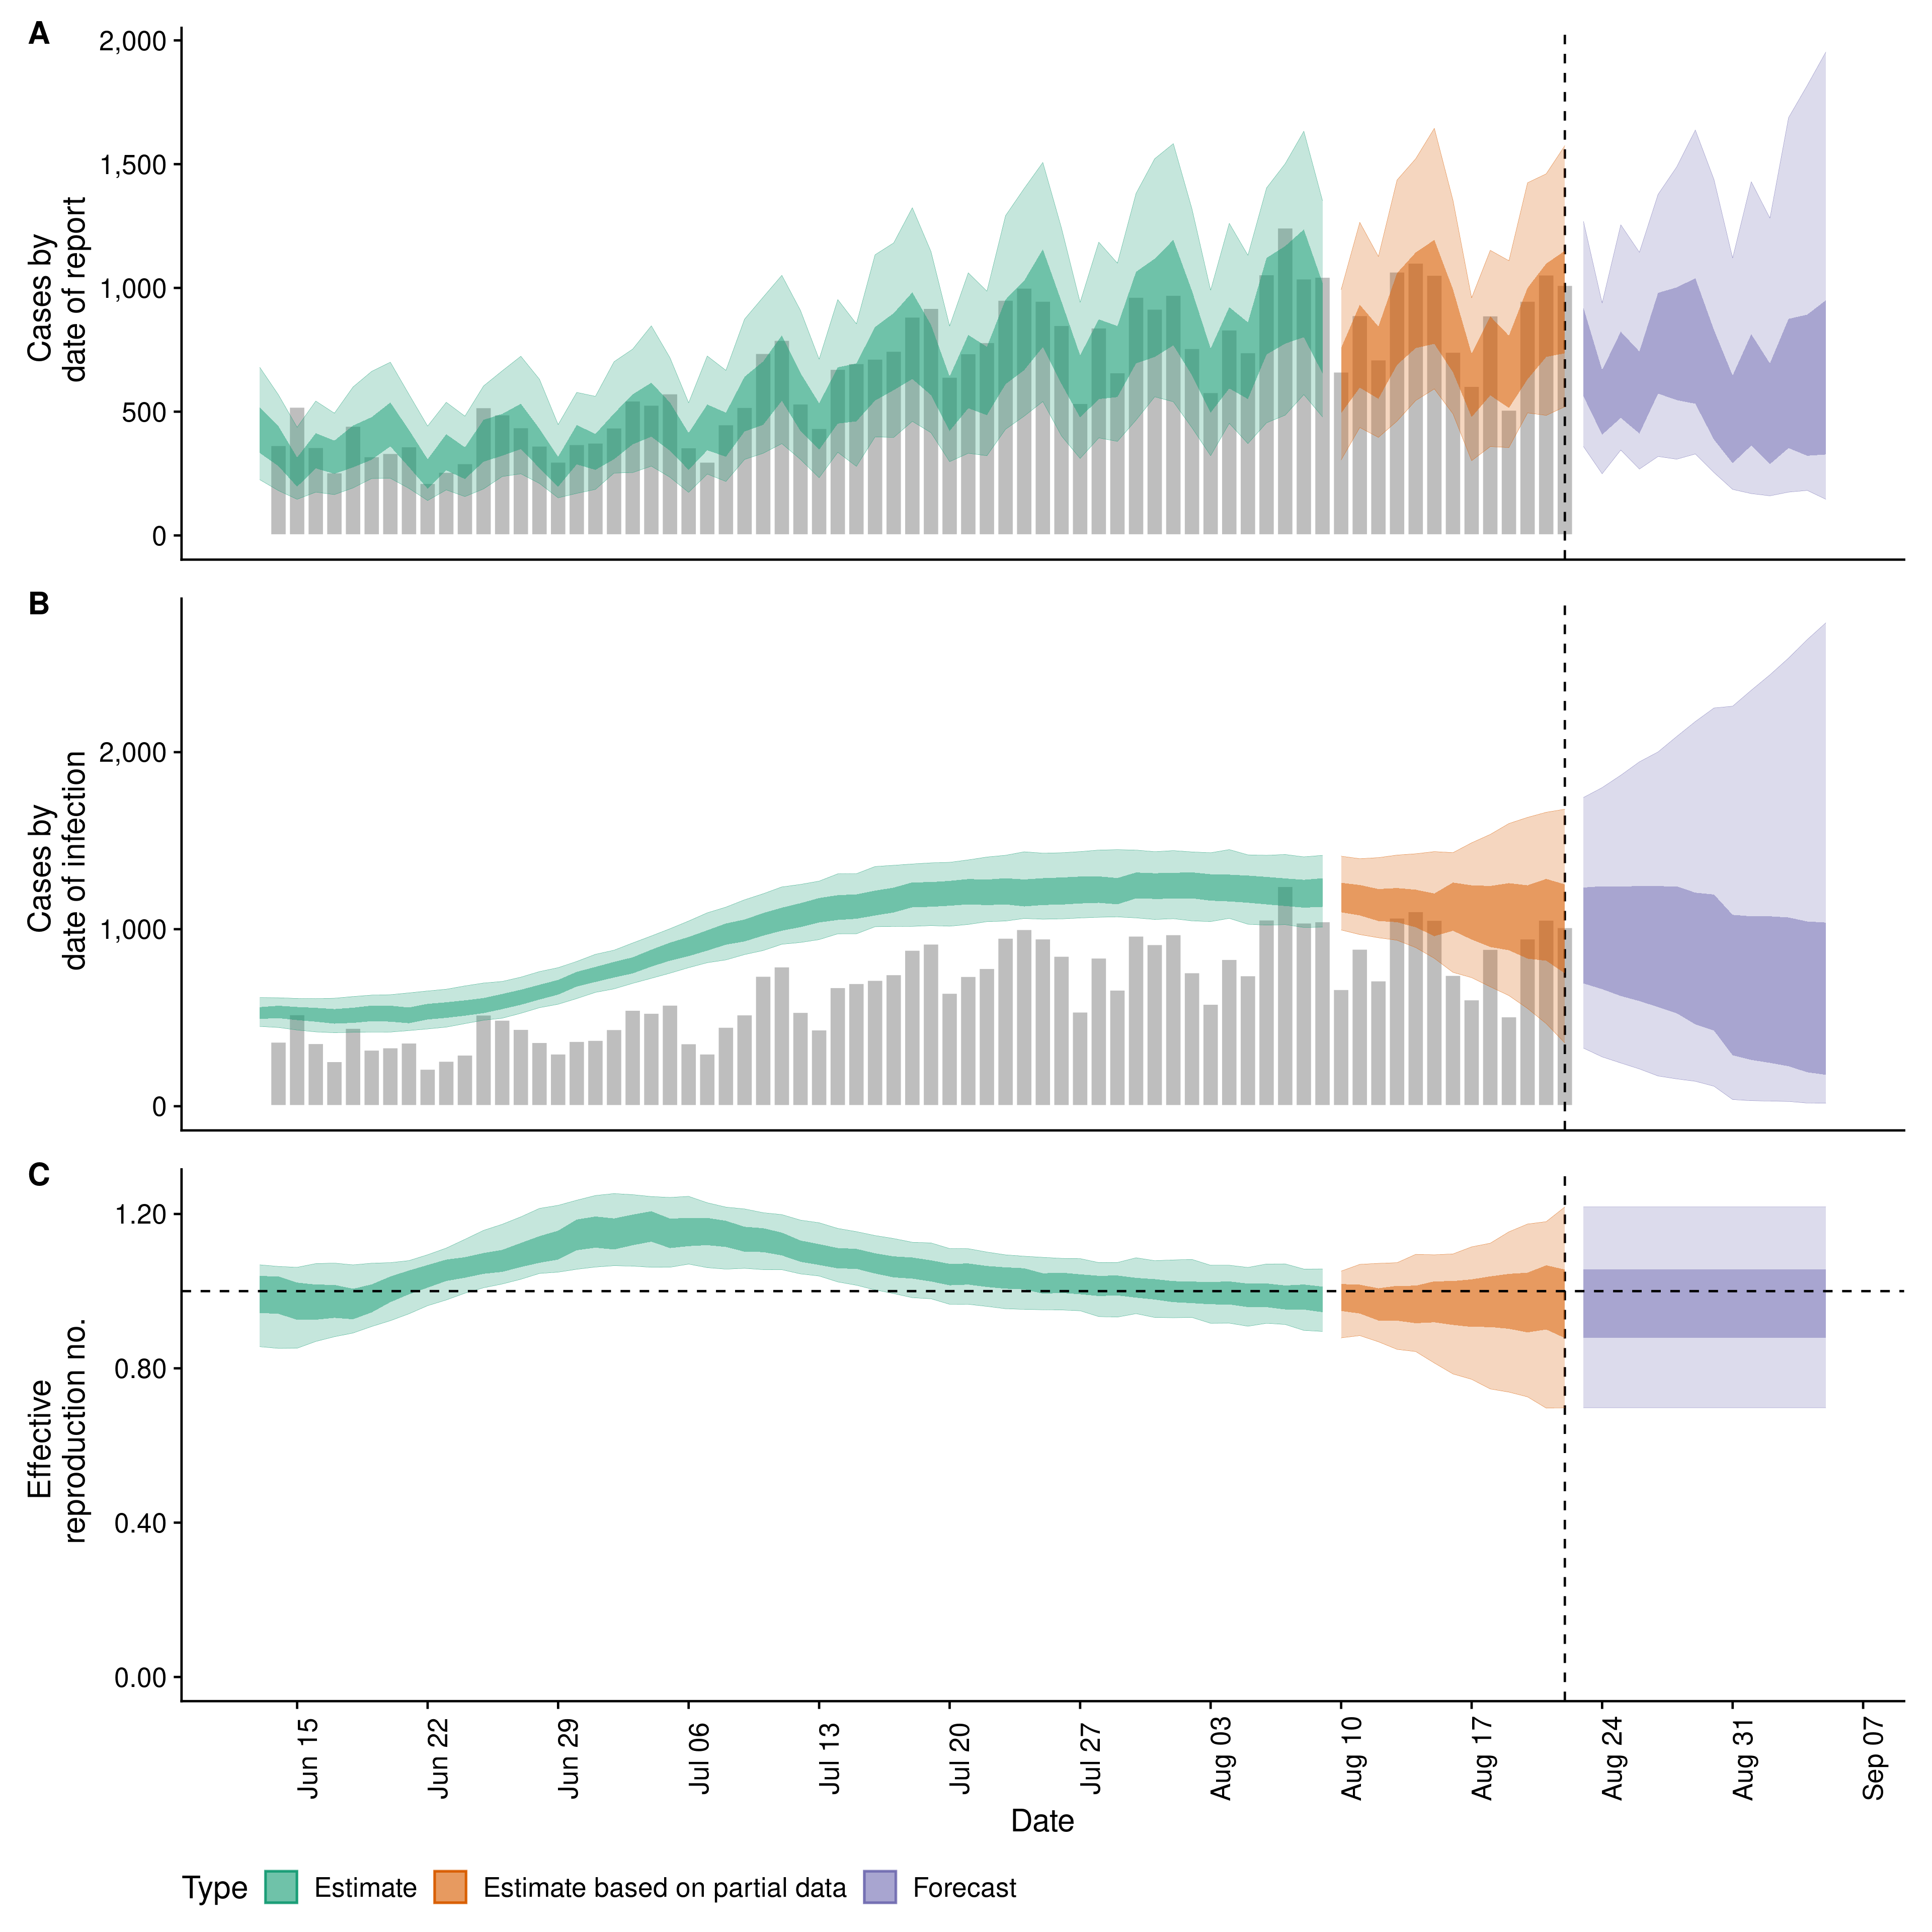 A
Cases by
date of report
2,000
1,500
1,000
500
0
B
Cases by
date of infection
2,000
1,000
0
C
Effective
reproduction no.
1.20
0.80
0.40
0.00
Jun 15
Jun 22
Jun 29
Jul 06
Jul 13
Jul 20
Jul 27
Aug 03
Aug 10
Aug 17
Aug 24
Aug 31
Sep 07
Date
Type Estimate Estimate based on partial data Forecast